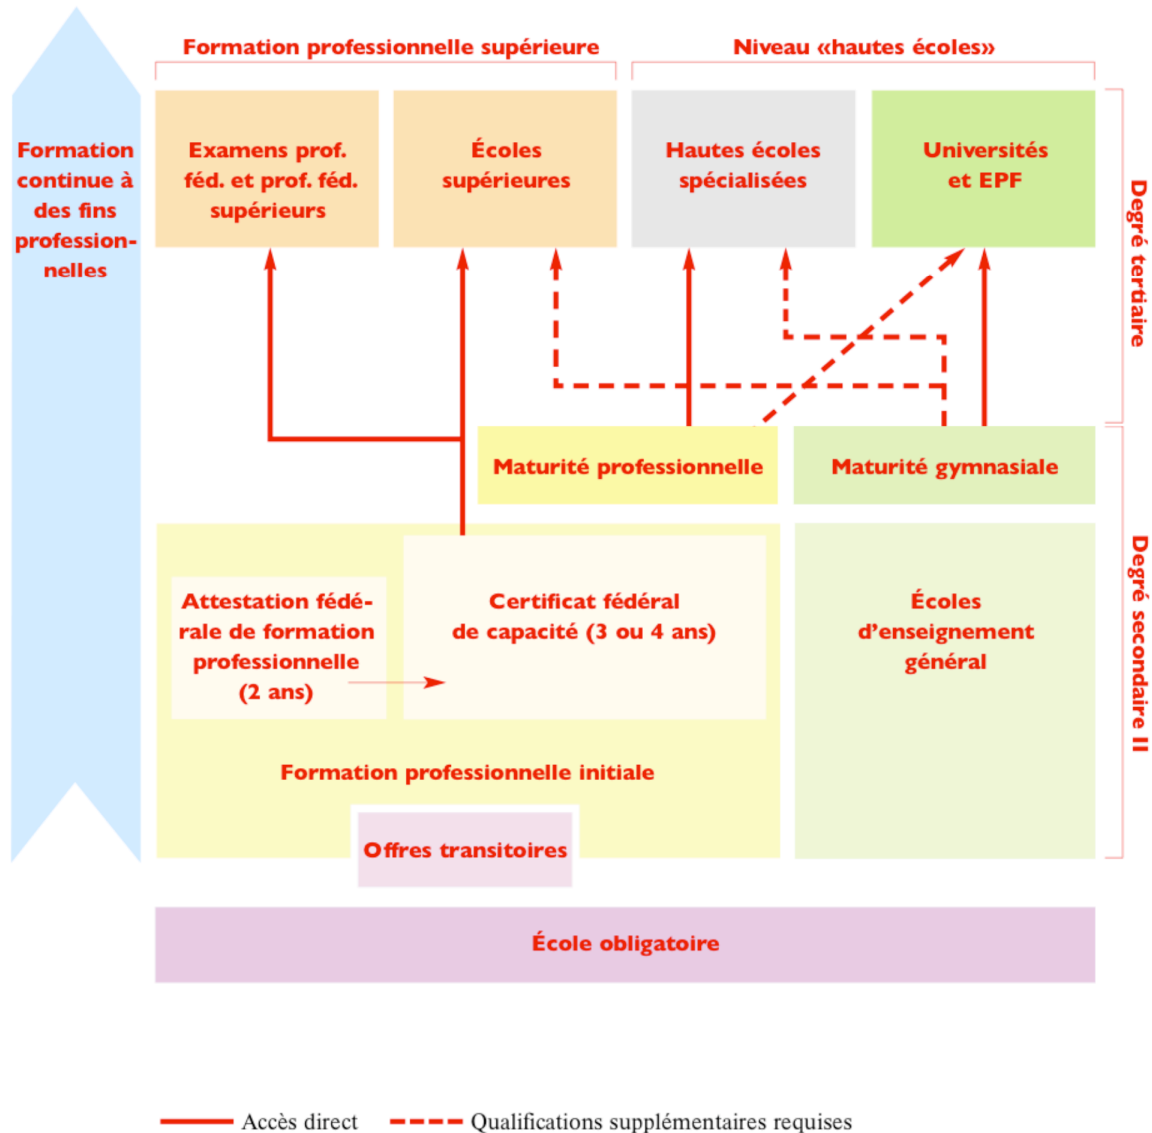 Formation professionnelle supérieure
Niveau «hautes écoles»
Formation
continue à
des fins
profession-
nelles
Examens prof.
féd. et prof. féd.
supérieurs
Écoles
supérieures
Hautes écoles
spécialisées
Universités
et EPF
Degré tertiaire
Maturité professionnelle
Maturité gymnasiale
Attestation fédé-
rale de formation
professionnelle
(2 ans)
Certificat fédéral
de capacité (3 ou 4 ans)
Écoles
d’enseignement
général
Degré secondaire II
Formation professionnelle initiale
Offres transitoires
École obligatoire
Accès direct
Qualifications supplémentaires requises